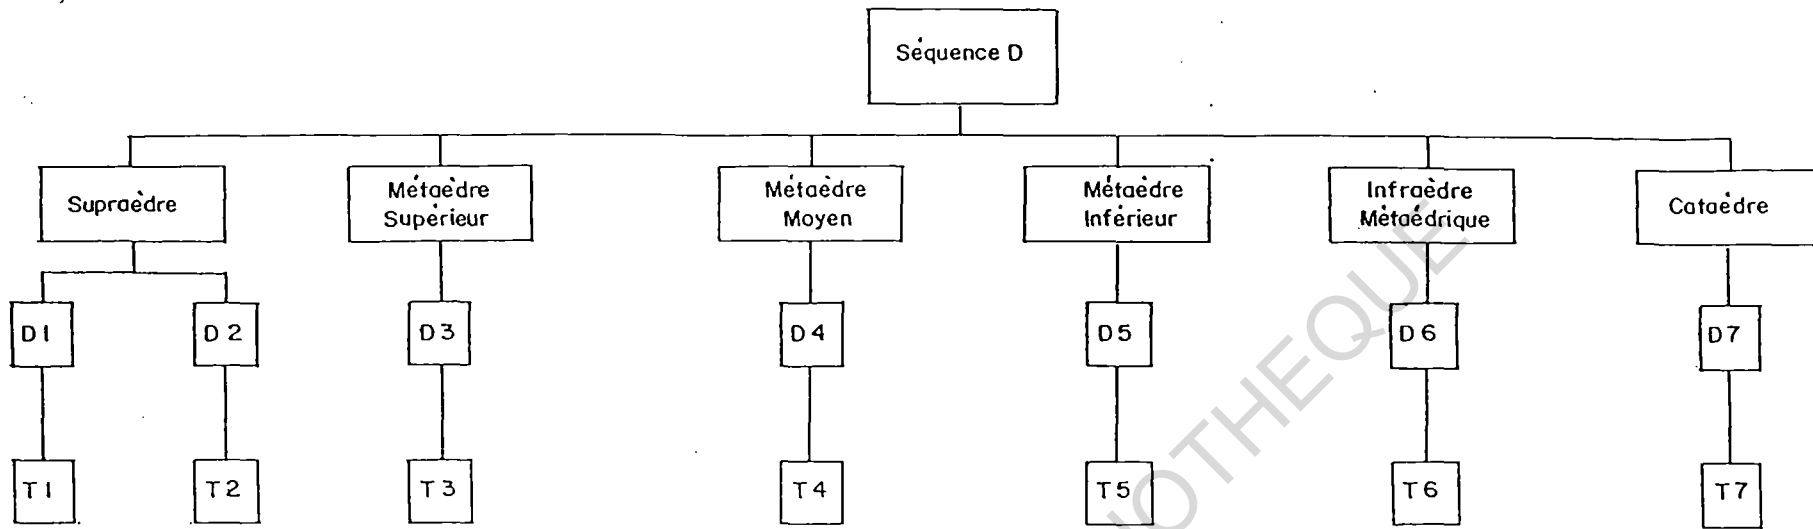 Séquence D
Supraèdre
Métaèdre
Supérieur
Métaèdre
Moyen
Métaèdre
Inférieur
Infraèdre
Métaédrique
Cataèdre
D1
D2
D3
D4
D5
D6
D7
T1
T2
T3
T4
T5
T6
T7